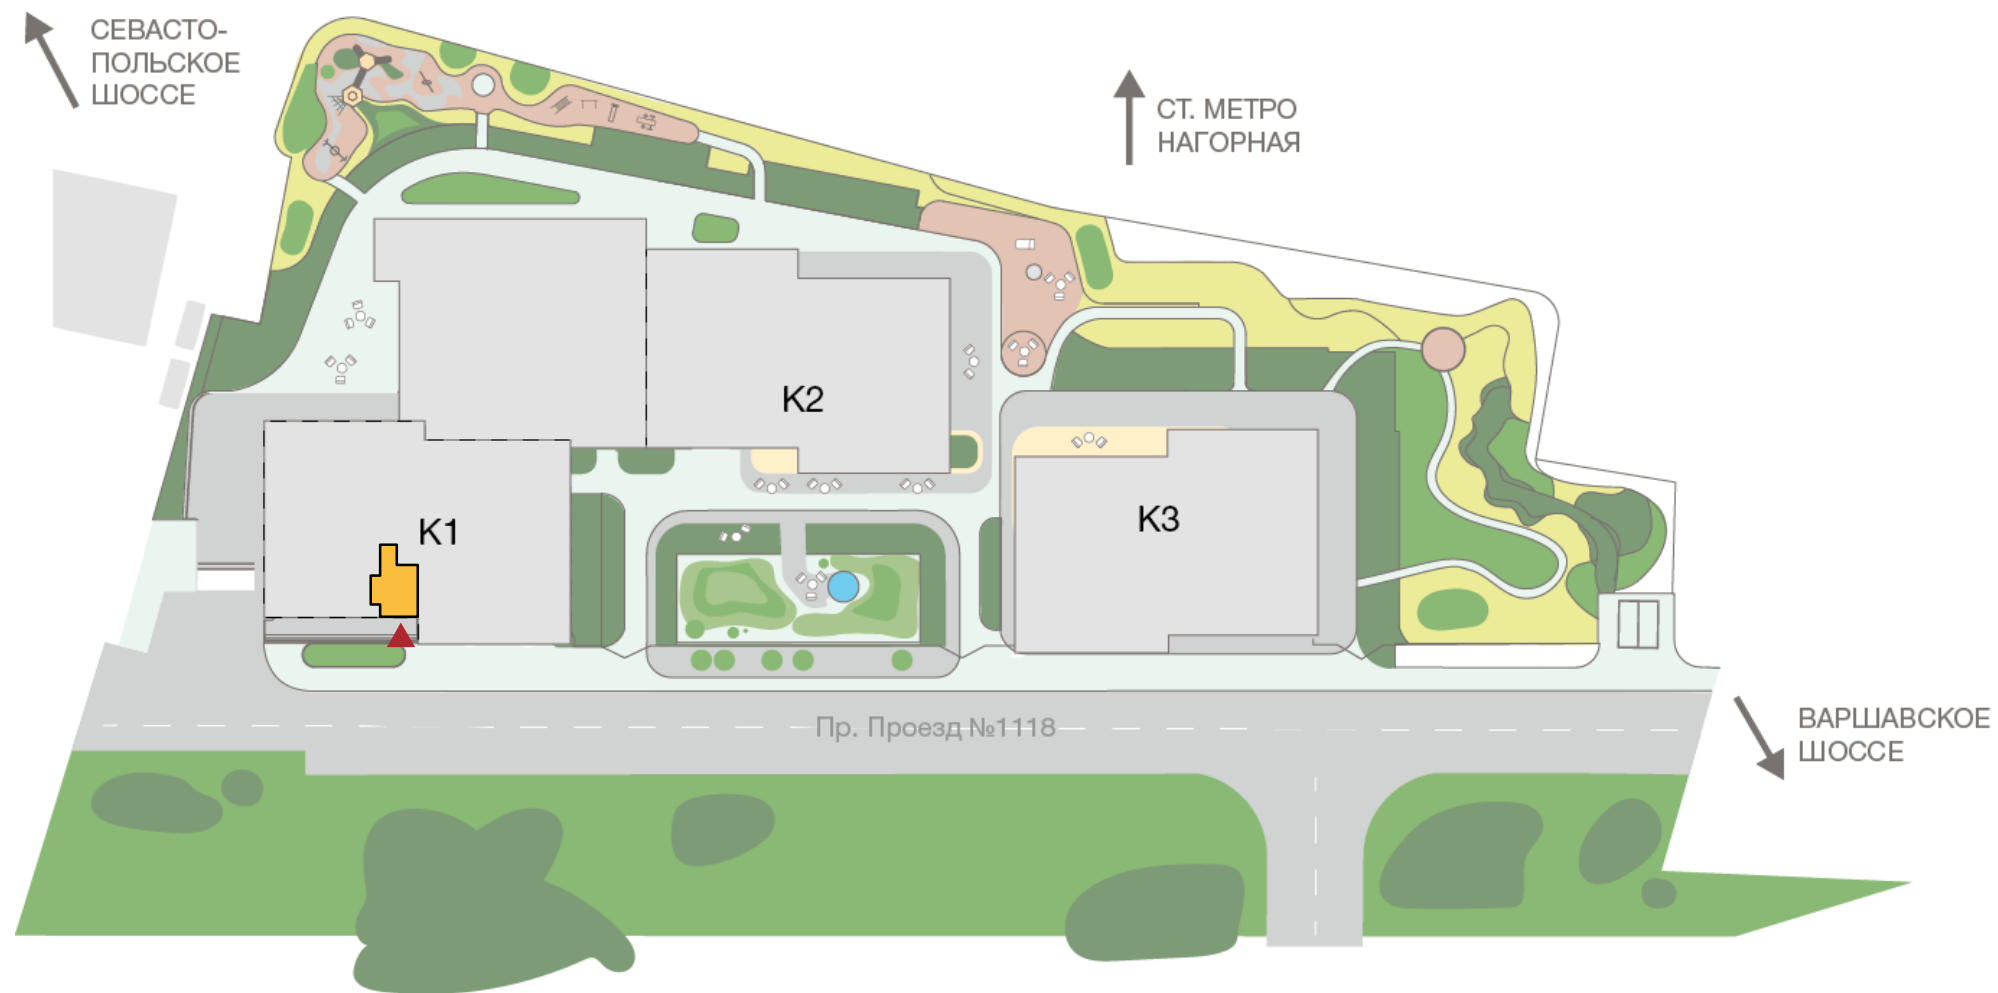 СЕВАСТО-
ПОЛЬСКОЕ
ШОССЕ
СТ. МЕТРО
НАГОРНАЯ
К2
К1
К3
Пр. Проезд №1118
ВАРШАВСКОЕ
ШОССЕ